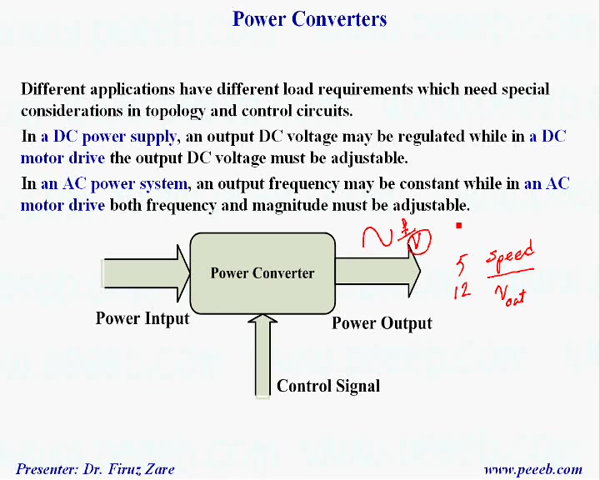 Power Converters
Different applications have different load requirements which need special
considerations in topology and control circuits.
In a DC power supply, an output DC voltage may be regulated while in a DC
motor drive the output DC voltage must be adjustable.
In an AC power system, an output frequency may be constant while in an AC
motor drive both frequency and magnitude must be adjustable.
Power Converter
5 speed
12 Vout
Power Intput
Power Output
Control Signal
Presenter: Dr. Firuz Zare
www.peeeb.com